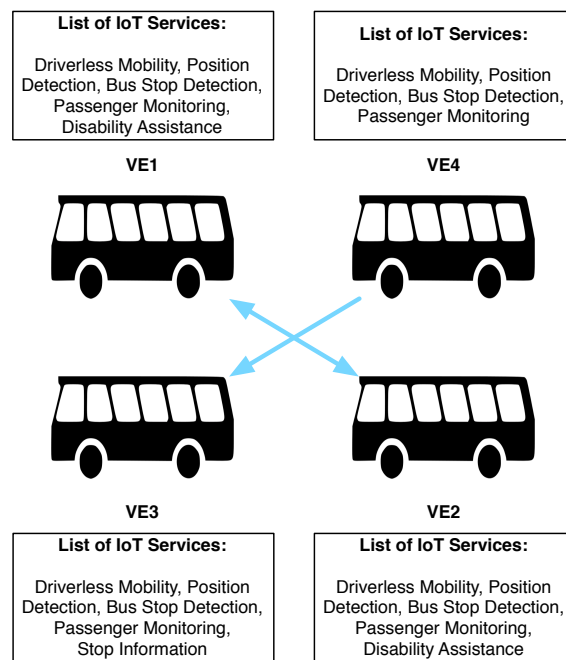 List of IoT Services:
Driverless Mobility, Position
Detection, Bus Stop Detection,
Passenger Monitoring,
Disability Assistance
VE1
List of IoT Services:
Driverless Mobility, Position
Detection, Bus Stop Detection,
Passenger Monitoring
VE4
VE3
List of IoT Services:
Driverless Mobility, Position
Detection, Bus Stop Detection,
Passenger Monitoring,
Stop Information
VE2
List of IoT Services:
Driverless Mobility, Position
Detection, Bus Stop Detection,
Passenger Monitoring,
Disability Assistance